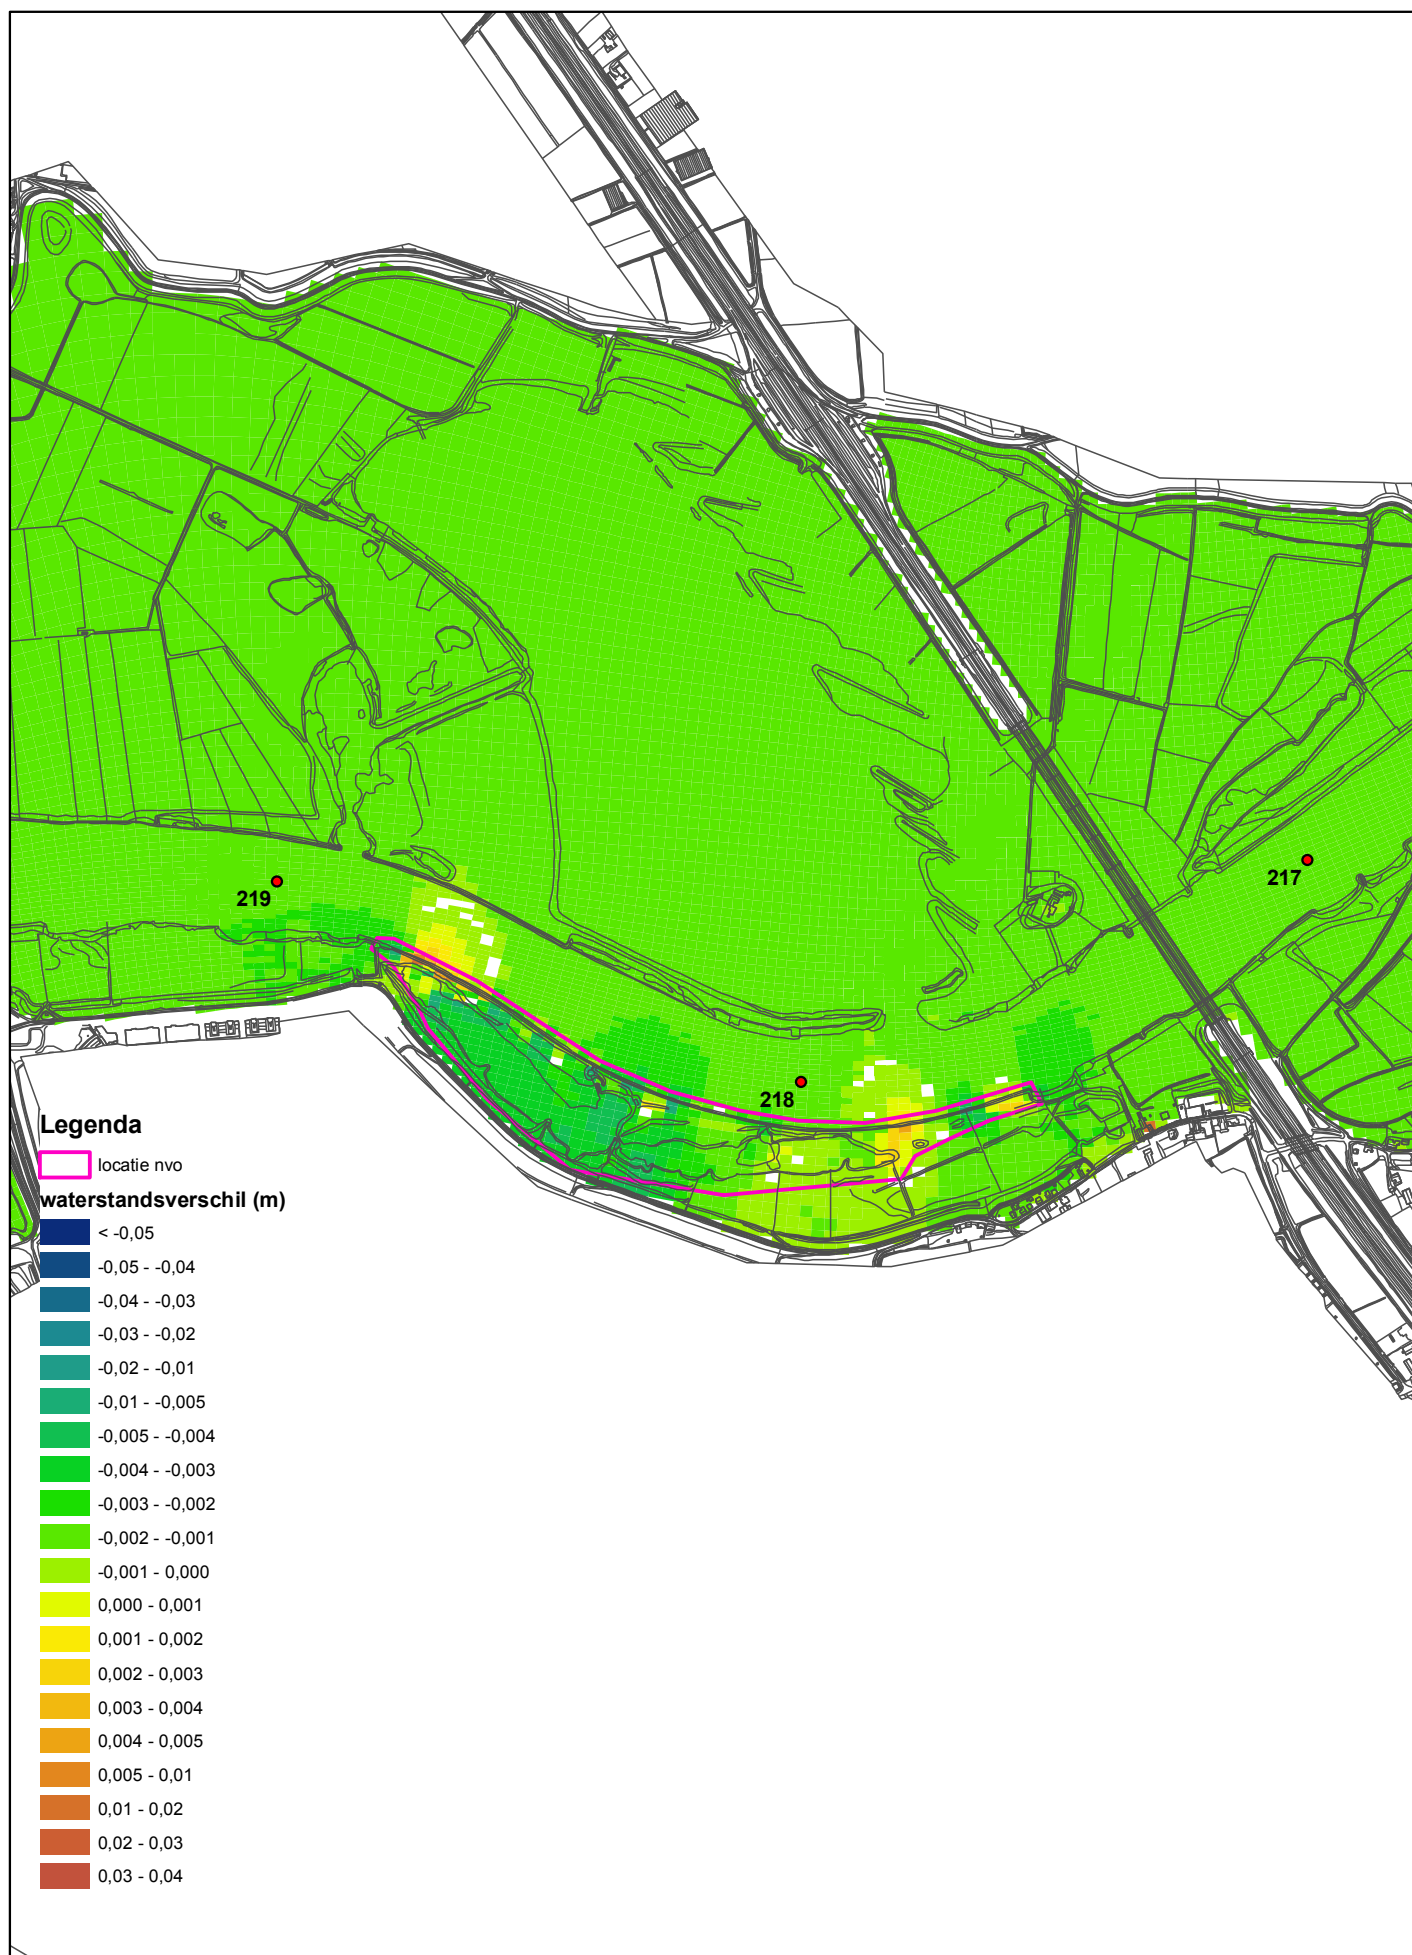 219
217
218
Legenda
locatie nvo
waterstandsverschil (m)
< -0,05
-0,05 - -0,04
-0,04 - -0,03
-0,03 - -0,02
-0,02 - -0,01
-0,01 - -0,005
-0,005 - -0,004
-0,004 - -0,003
-0,003 - -0,002
-0,002 - -0,001
-0,001 - 0,000
0,000 - 0,001
0,001 - 0,002
0,002 - 0,003
0,003 - 0,004
0,004 - 0,005
0,005 - 0,01
0,01 - 0,02
0,02 - 0,03
0,03 - 0,04